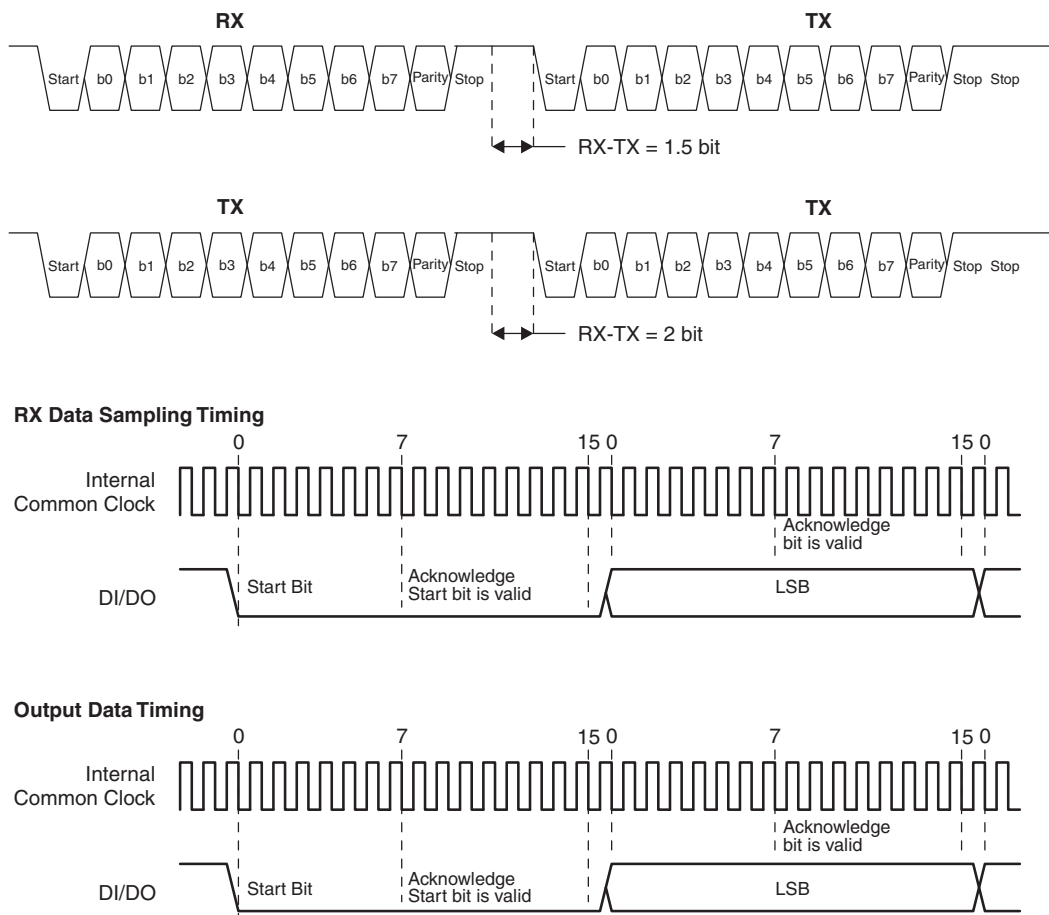 RX TX
Start b0 b1 b2 b3 b4 b5 b6 b7 Parity Stop Start b0 b1 b2 b3 b4 b5 b6 b7 Parity Stop Stop
RX-TX = 1.5 bit
TX TX
Start b0 b1 b2 b3 b4 b5 b6 b7 Parity Stop Start b0 b1 b2 b3 b4 b5 b6 b7 Parity Stop Stop
RX-TX = 2 bit
RX Data Sampling Timing
0 7 15 0 7 15 0
Internal
Common Clock
Acknowledge
bit is valid
DI/DO
Start Bit
Acknowledge
Start bit is valid
LSB
Output Data Timing
0 7 15 0 7 15 0
Internal
Common Clock
Acknowledge
bit is valid
DI/DO
Start Bit
Acknowledge
Start bit is valid
LSB